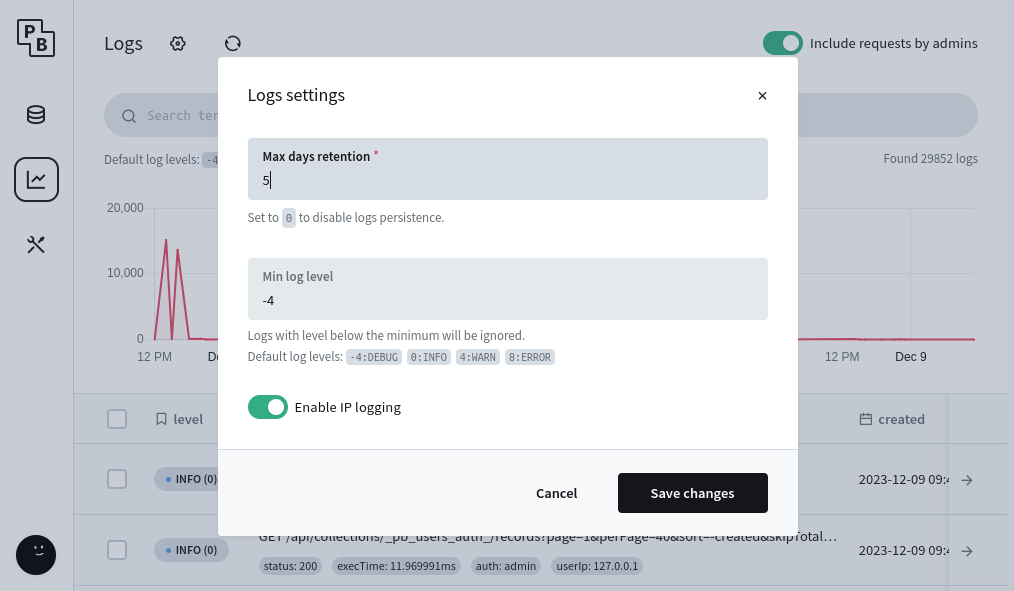 PB
Logs
Include requests by admins
Logs settings
×
Search ter
Max days retention *
5
Default log levels: -4
Found 29852 logs
Set to 0 to disable logs persistence.
20,000
10,000
0
Min log level
-4
Logs with level below the minimum will be ignored.
Default log levels: -4:DEBUG 0:INFO 4:WARN 8:ERROR
12 PM
12 PM
Dec 9
Enable IP logging
level
created
INFO (0)
2023-12-09 09:4
Cancel
Save changes
GET /api/collections/_pb_users_auth_/records?page=1&perPage=40&sort=-created&skipTotal…
INFO (0)
2023-12-09 09:4
status: 200
execTime: 11.969991ms
auth: admin
userIp: 127.0.0.1